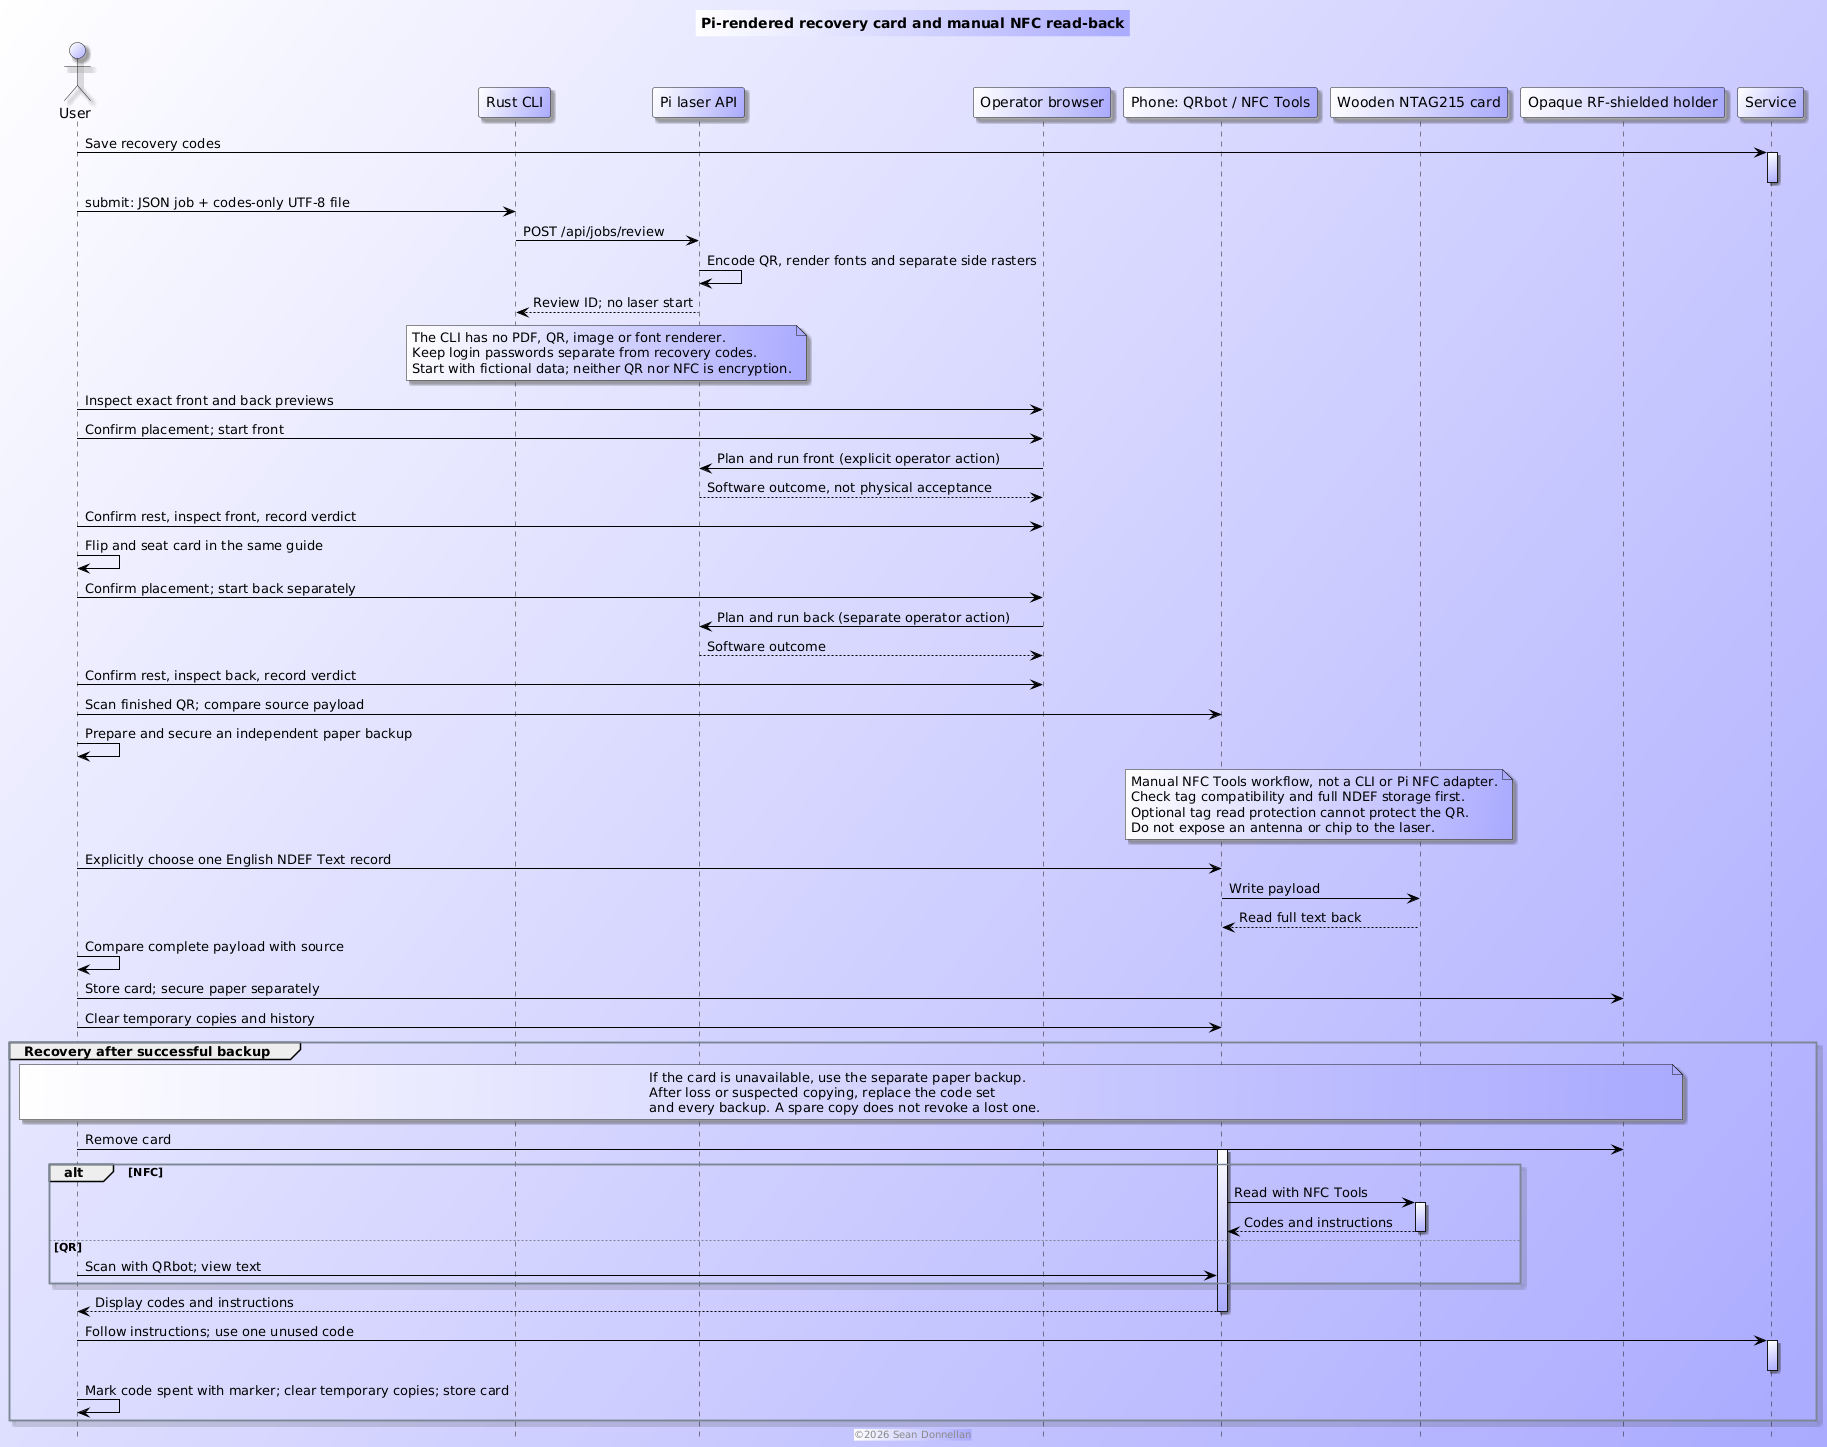 Pi-rendered recovery card and manual NFC read-back
User
Rust CLI
Pi laser API
Operator browser
Phone: QRbot / NFC Tools
Wooden NTAG215 card
Opaque RF-shielded holder
Service
Save recovery codes
submit: JSON job + codes-only UTF-8 file
POST /api/jobs/review
Encode QR, render fonts and separate side rasters
Review ID; no laser start
The CLI has no PDF, QR, image or font renderer.
Keep login passwords separate from recovery codes.
Start with fictional data; neither QR nor NFC is encryption.
Inspect exact front and back previews
Confirm placement; start front
Plan and run front (explicit operator action)
Software outcome, not physical acceptance
Confirm rest, inspect front, record verdict
Flip and seat card in the same guide
Confirm placement; start back separately
Plan and run back (separate operator action)
Software outcome
Confirm rest, inspect back, record verdict
Scan finished QR; compare source payload
Prepare and secure an independent paper backup
Manual NFC Tools workflow, not a CLI or Pi NFC adapter.
Check tag compatibility and full NDEF storage first.
Optional tag read protection cannot protect the QR.
Do not expose an antenna or chip to the laser.
Explicitly choose one English NDEF Text record
Write payload
Read full text back
Compare complete payload with source
Store card; secure paper separately
Clear temporary copies and history
Recovery after successful backup
If the card is unavailable, use the separate paper backup.
After loss or suspected copying, replace the code set
and every backup. A spare copy does not revoke a lost one.
Remove card
alt [NFC]
Read with NFC Tools
Codes and instructions
[QR]
Scan with QRbot; view text
Display codes and instructions
Follow instructions; use one unused code
Mark code spent with marker; clear temporary copies; store card
©2026 Sean Donnellan